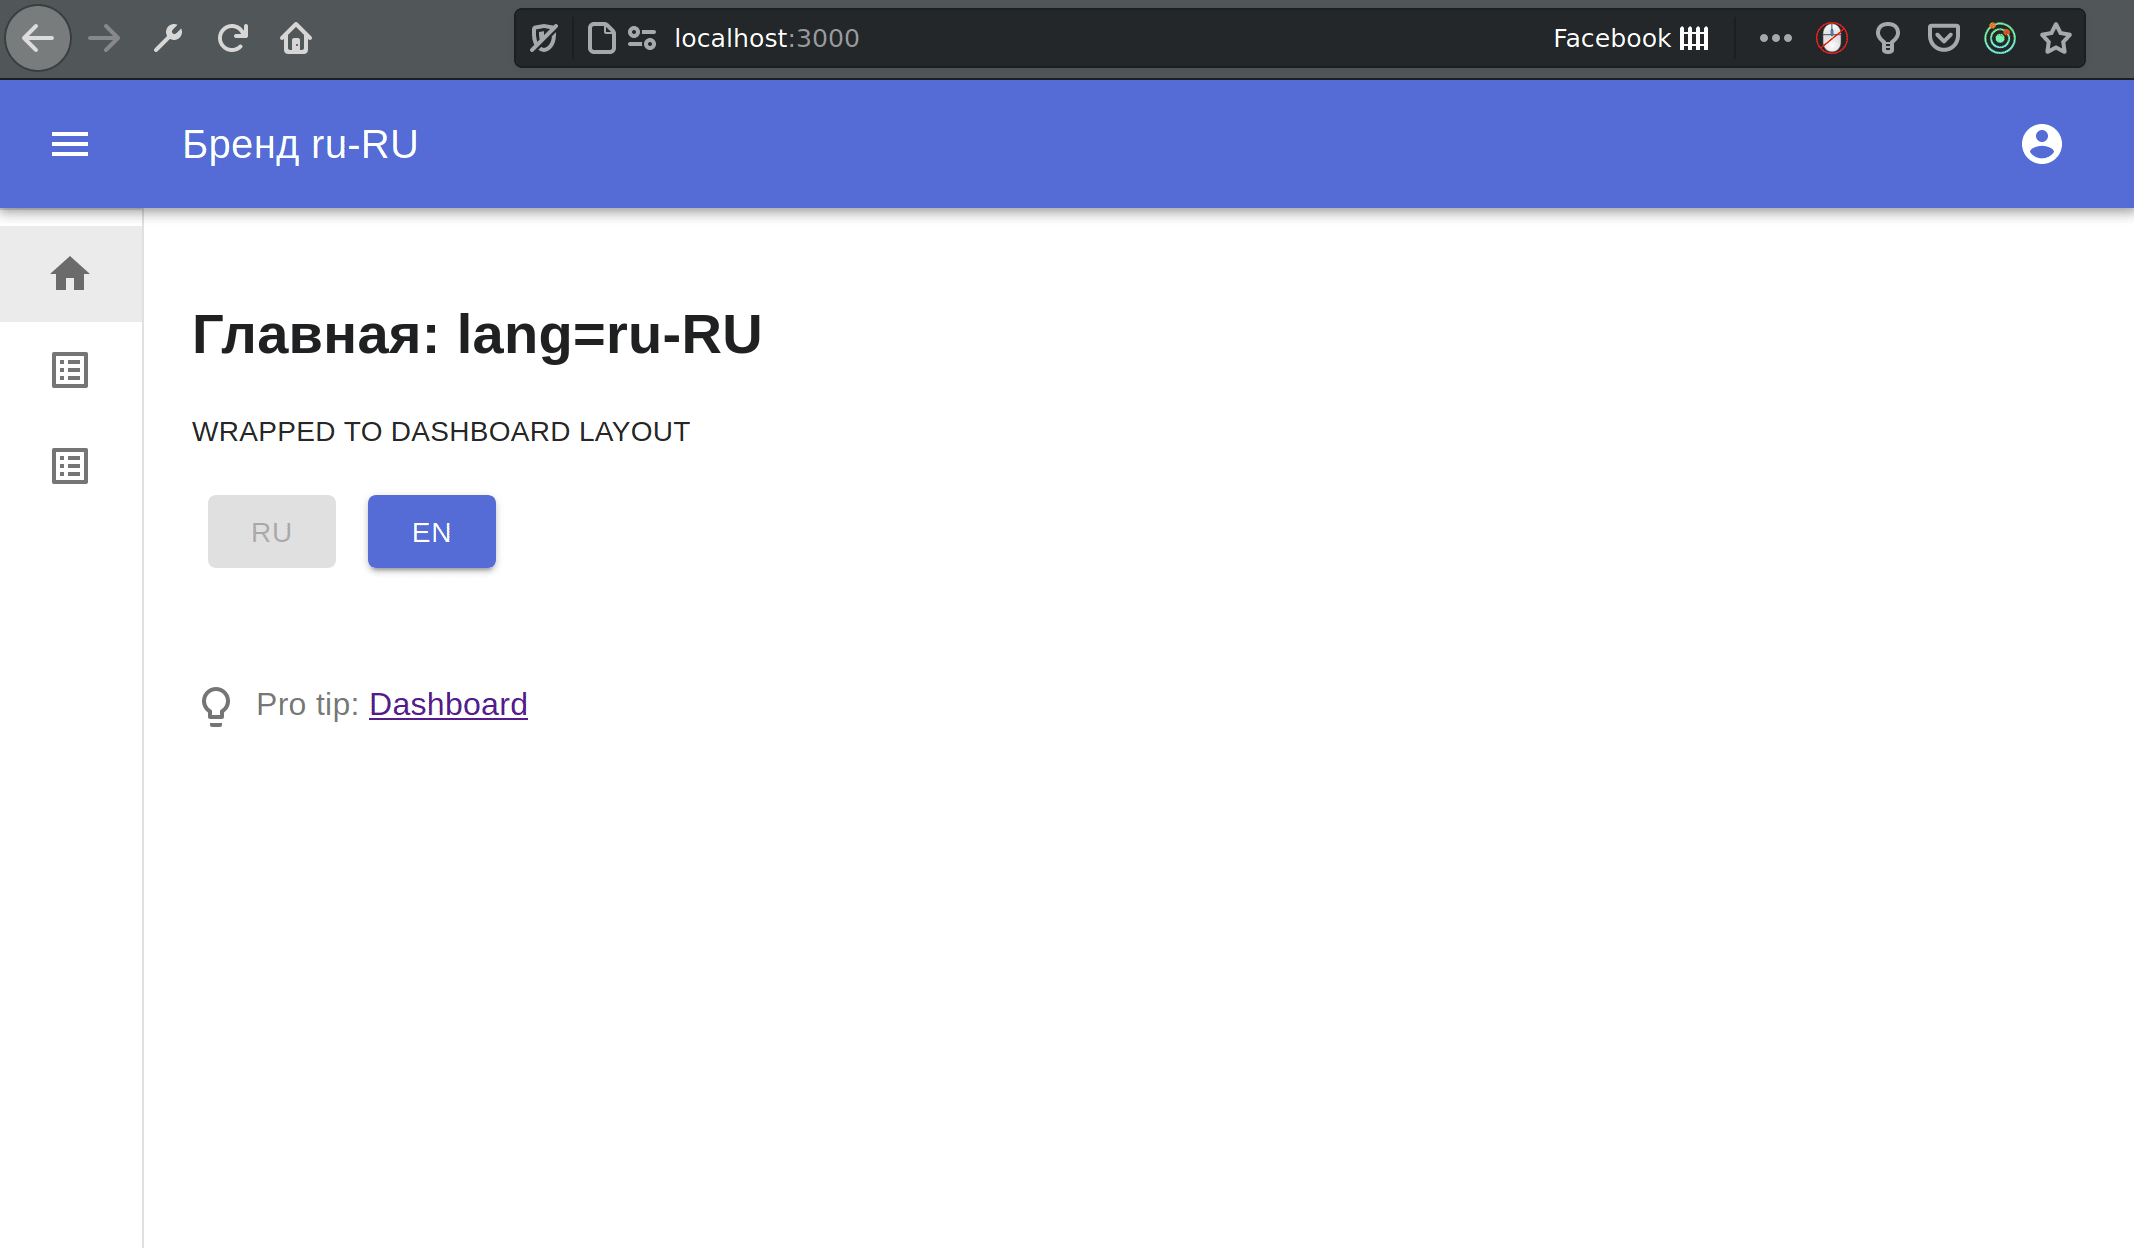 localhost:3000
Facebook
Бренд ru-RU
Главная: lang=ru-RU
WRAPPED TO DASHBOARD LAYOUT
RU
EN
Pro tip: Dashboard